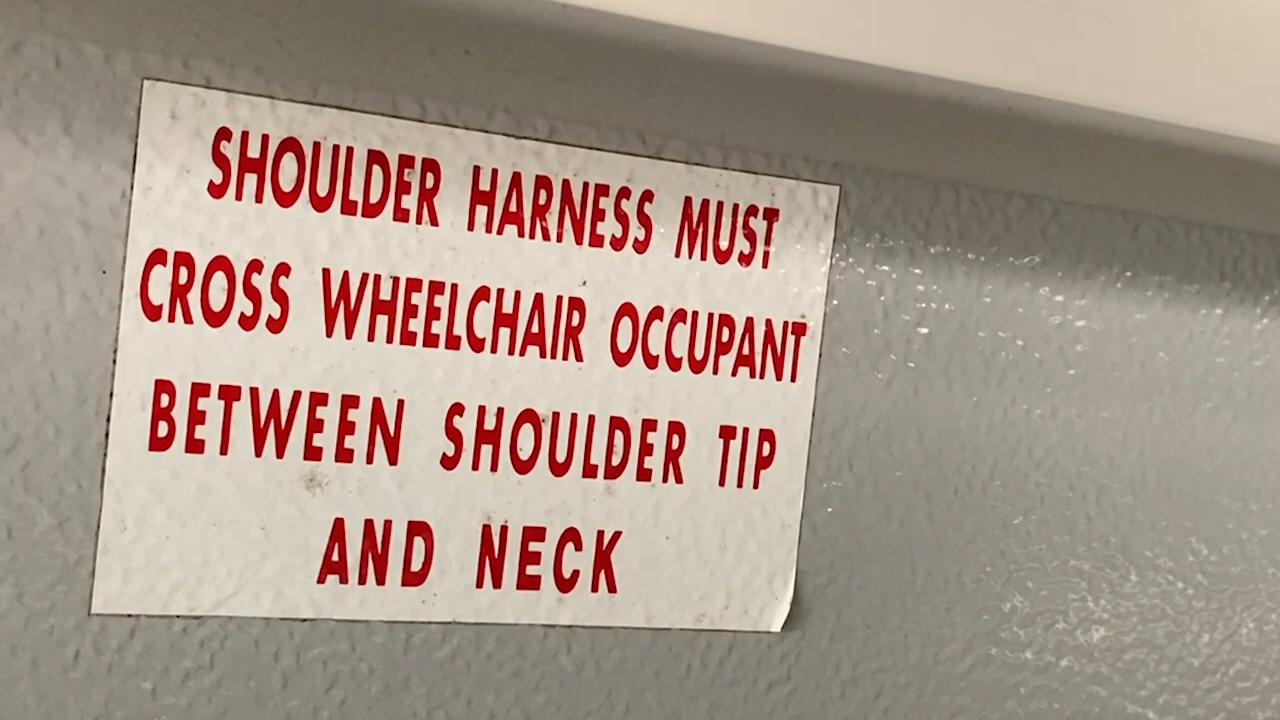 SHOULDER HARNESS MUST
CROSS WHEELCHAIR OCCUPANT
BETWEEN SHOULDER TIP
AND NECK